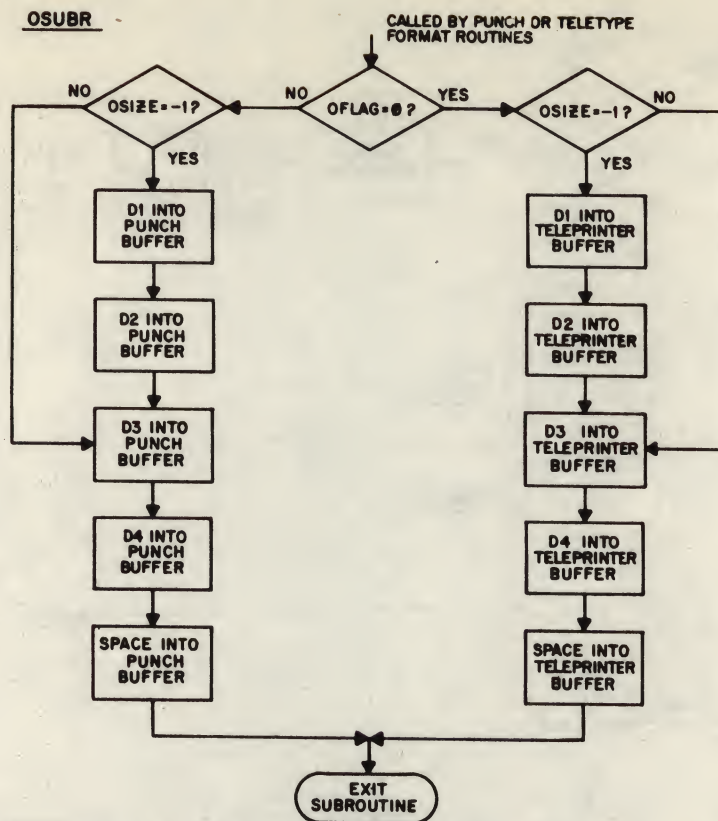 OSUBR
CALLED BY PUNCH OR TELETYPE
FORMAT ROUTINES
NO
OSIZE=-1?
NO
OFLAG=0?
YES
OSIZE=-1?
NO
YES
YES
D1 INTO
PUNCH
BUFFER
D1 INTO
TELEPRINTER
BUFFER
D2 INTO
PUNCH
BUFFER
D2 INTO
TELEPRINTER
BUFFER
D3 INTO
PUNCH
BUFFER
D3 INTO
TELEPRINTER
BUFFER
D4 INTO
PUNCH
BUFFER
D4 INTO
TELEPRINTER
BUFFER
SPACE INTO
PUNCH
BUFFER
SPACE INTO
TELEPRINTER
BUFFER
EXIT
SUBROUTINE